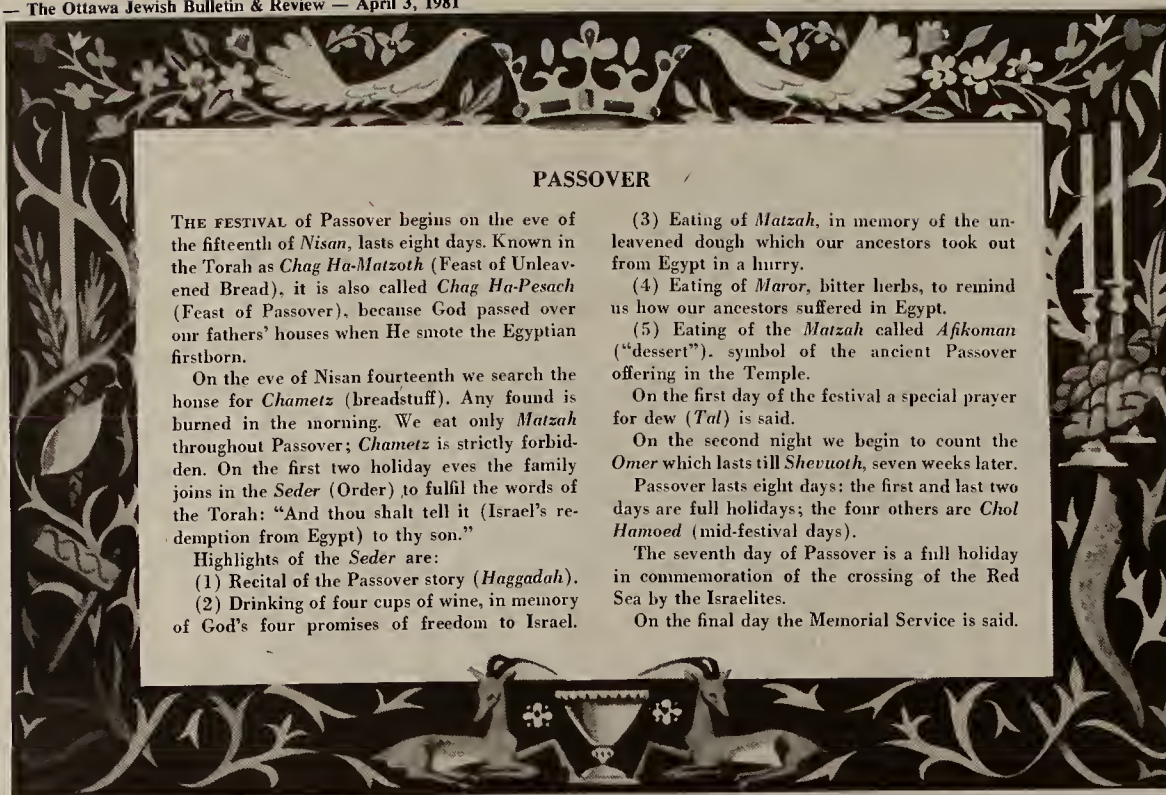 — The Ottawa Jewish Bulletin & Review — April 3, 1981
PASSOVER
THE FESTIVAL of Passover begins on the eve of
the fifteenth of Nisan, lasts eight days. Known in
the Torah as Chag Ha-Matzoth (Feast of Unleav-
ened Bread), it is also called Chag Ha-Pesach
(Feast of Passover), because God passed over
our fathers' houses when He smote the Egyptian
firstborn.
On the eve of Nisan fourteenth we search the
house for Chametz (breadstuff). Any found is
burned in the morning. We eat only Matzah
throughout Passover; Chametz is strictly forbid-
den. On the first two holiday eves the family
joins in the Seder (Order) to fulfil the words of
the Torah: "And thou shalt tell it (Israel's re-
demption from Egypt) to thy son."
Highlights of the Seder are:
(1) Recital of the Passover story (Haggadah).
(2) Drinking of four cups of wine, in memory
of God's four promises of freedom to Israel.
(3) Eating of Matzah, in memory of the un-
leavened dough which our ancestors took out
from Egypt in a hurry.
(4) Eating of Maror, bitter herbs, to remind
us how our ancestors suffered in Egypt.
(5) Eating of the Matzah called Afikoman
("dessert"). symbol of the ancient Passover
offering in the Temple.
On the first day of the festival a special prayer
for dew (Tal) is said.
On the second night we begin to count the
Omer which lasts till Shevuoth, seven weeks later.
Passover lasts eight days: the first and last two
days are full holidays; the four others are Chol
Hamoed (mid-festival days).
The seventh day of Passover is a full holiday
in commemoration of the crossing of the Red
Sea by the Israelites.
On the final day the Memorial Service is said.